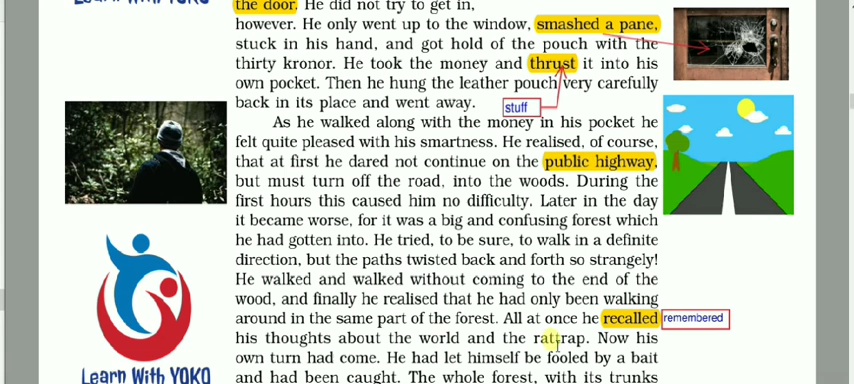 Learn With YOKO
the door. He did not try to get in,
however. He only went up to the window, smashed a pane,
stuck in his hand, and got hold of the pouch with the
thirty kronor. He took the money and thrust it into his
own pocket. Then he hung the leather pouch very carefully
back in its place and went away.
stuff
As he walked along with the money in his pocket he
felt quite pleased with his smartness. He realised, of course,
that at first he dared not continue on the public highway,
but must turn off the road, into the woods. During the
first hours this caused him no difficulty. Later in the day
it became worse, for it was a big and confusing forest which
he had gotten into. He tried, to be sure, to walk in a definite
direction, but the paths twisted back and forth so strangely!
He walked and walked without coming to the end of the
wood, and finally he realised that he had only been walking
around in the same part of the forest. All at once he recalled
remembered
his thoughts about the world and the rattrap. Now his
own turn had come. He had let himself be fooled by a bait
and had been caught. The whole forest, with its trunks
Learn With YOKO